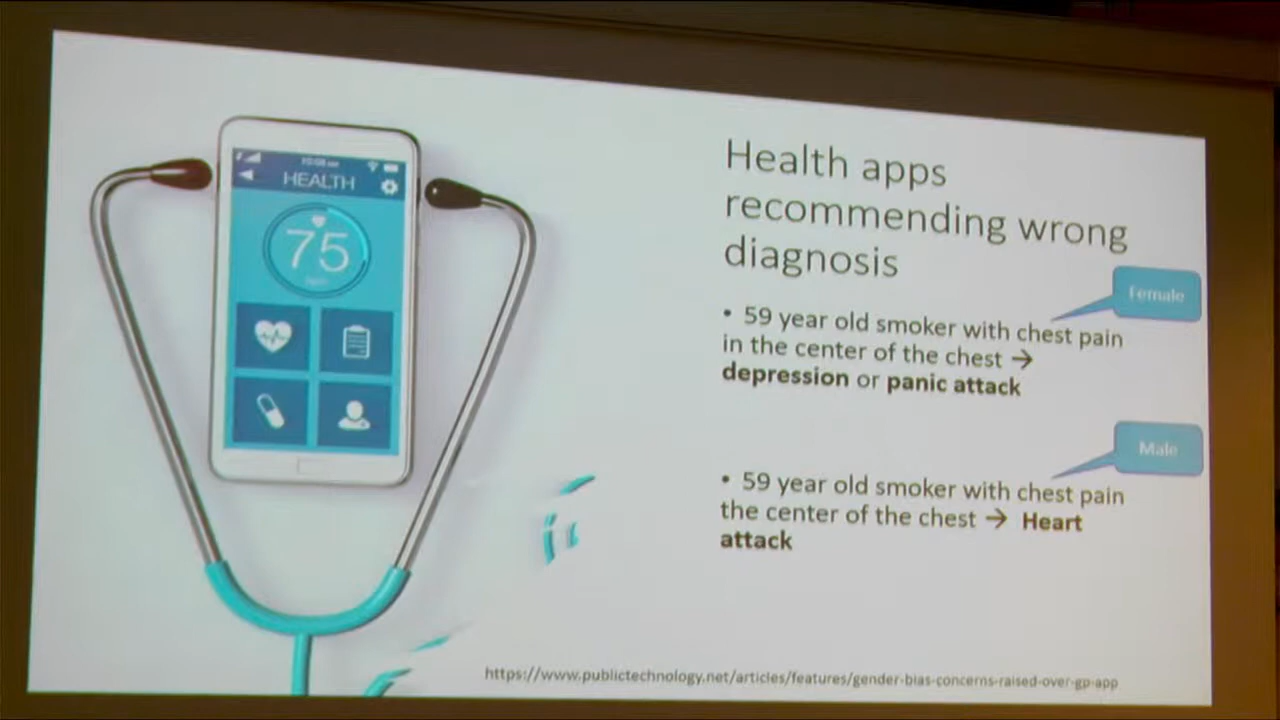 HEALTH
75
Health apps
recommending wrong
diagnosis
Female
• 59 year old smoker with chest pain
in the center of the chest →
depression or panic attack
Male
• 59 year old smoker with chest pain
the center of the chest → Heart
attack
https://www.publictechnology.net/articles/features/gender-bias-concerns-raised-over-gp-app